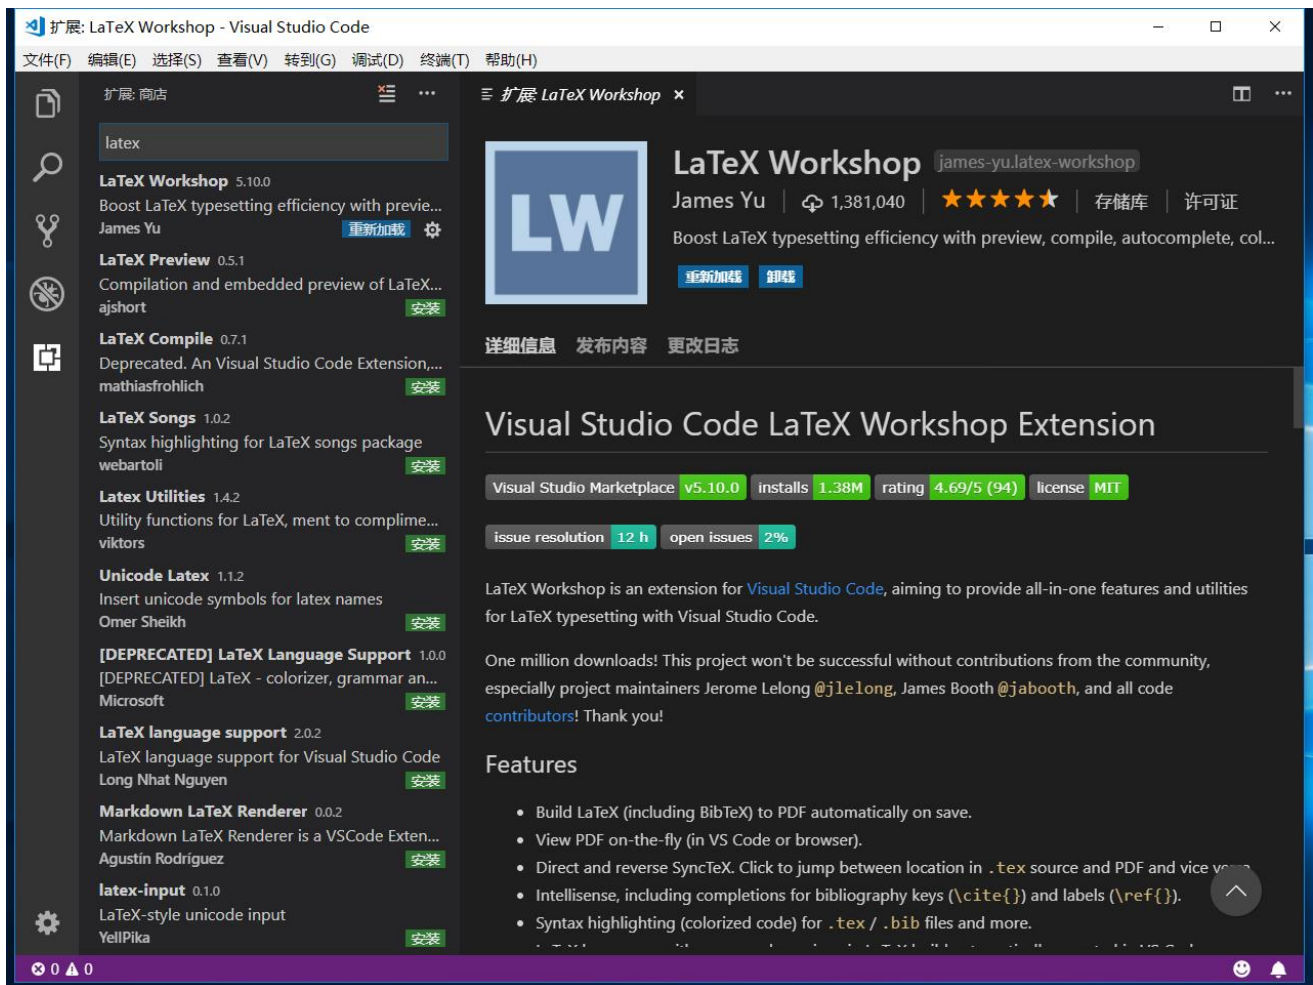 扩展: LaTeX Workshop - Visual Studio Code
文件(F) 编辑(E) 选择(S) 查看(V) 转到(G) 调试(D) 终端(T) 帮助(H)
扩展: 商店
latex
LaTeX Workshop 5.10.0
Boost LaTeX typesetting efficiency with previe...
James Yu 重新加载
LaTeX Preview 0.5.1
Compilation and embedded preview of LaTeX...
ajshort 安装
LaTeX Compile 0.7.1
Deprecated. An Visual Studio Code Extension,...
mathiasfrohlich 安装
LaTeX Songs 1.0.2
Syntax highlighting for LaTeX songs package
webartoli 安装
Latex Utilities 1.4.2
Utility functions for LaTeX, ment to complime...
viktors 安装
Unicode Latex 1.1.2
Insert unicode symbols for latex names
Omer Sheikh 安装
[DEPRECATED] LaTeX Language Support 1.0.0
[DEPRECATED] LaTeX - colorizer, grammar an...
Microsoft 安装
LaTeX language support 2.0.2
LaTeX language support for Visual Studio Code
Long Nhat Nguyen 安装
Markdown LaTeX Renderer 0.0.2
Markdown LaTeX Renderer is a VSCode Exten...
Agustín Rodríguez 安装
latex-input 0.1.0
LaTeX-style unicode input
YellPika 安装
扩展: LaTeX Workshop
LW
LaTeX Workshop james-yu.latex-workshop
James Yu 1,381,040 存储库 许可证
Boost LaTeX typesetting efficiency with preview, compile, autocomplete, col...
重新加载 卸载
详细信息 发布内容 更改日志
Visual Studio Code LaTeX Workshop Extension
Visual Studio Marketplace v5.10.0 installs 1.38M rating 4.69/5 (94) license MIT
issue resolution 12 h open issues 2%
LaTeX Workshop is an extension for Visual Studio Code, aiming to provide all-in-one features and utilities
for LaTeX typesetting with Visual Studio Code.
One million downloads! This project won't be successful without contributions from the community,
especially project maintainers Jerome Lelong @jlelong, James Booth @jabooth, and all code
contributors! Thank you!
Features
• Build LaTeX (including BibTeX) to PDF automatically on save.
• View PDF on-the-fly (in VS Code or browser).
• Direct and reverse SyncTeX. Click to jump between location in .tex source and PDF and vice
• Intellisense, including completions for bibliography keys (\cite{}) and labels (\ref{}).
• Syntax highlighting (colorized code) for .tex / .bib files and more.
0 0